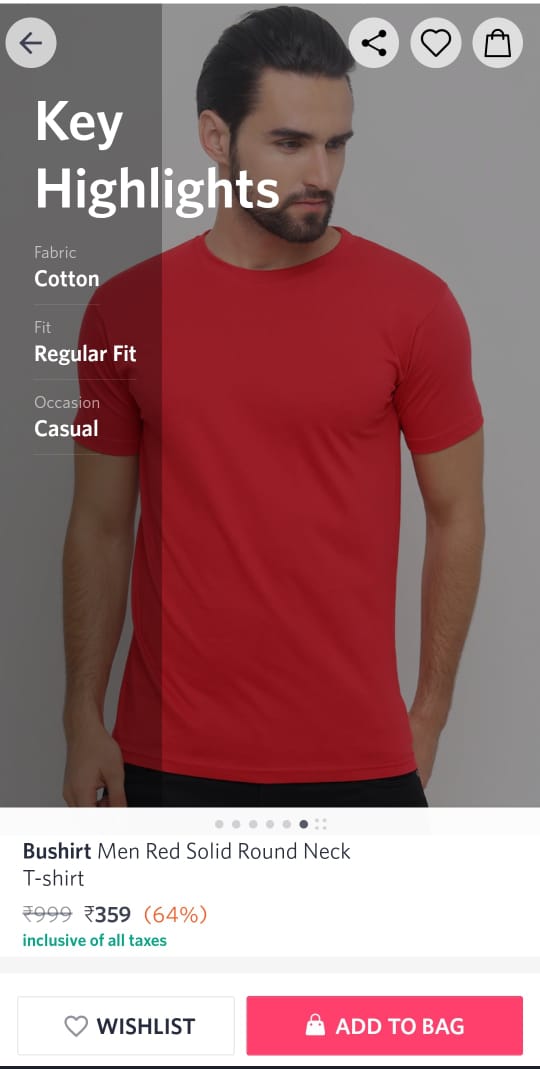 Key
Highlights
Fabric
Cotton
Fit
Regular Fit
Occasion
Casual
Bushirt Men Red Solid Round Neck
T-shirt
₹999 ₹359 (64%)
inclusive of all taxes
WISHLIST
ADD TO BAG